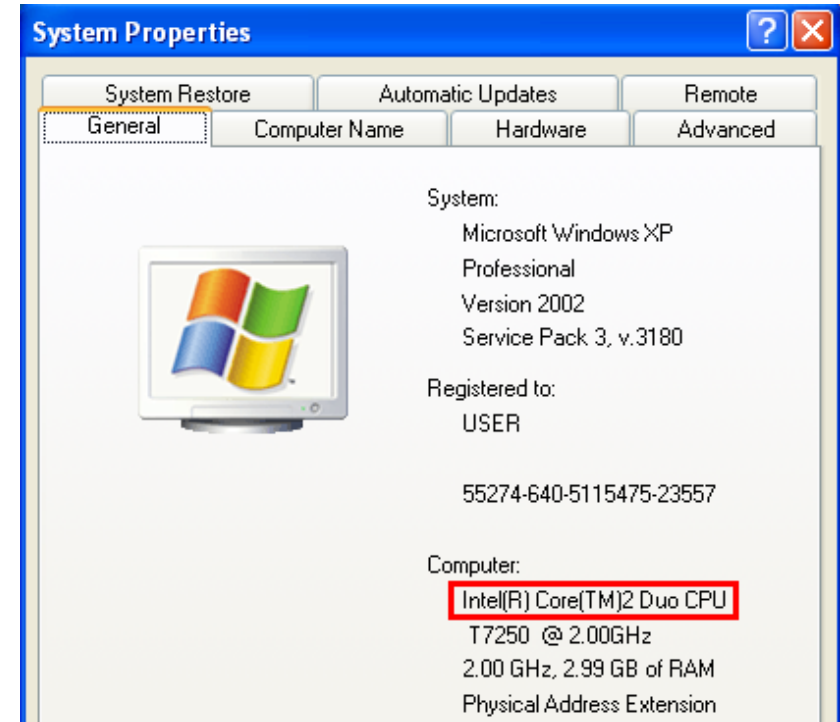 System Properties
System Restore Automatic Updates Remote
General Computer Name Hardware Advanced
System:
Microsoft Windows XP
Professional
Version 2002
Service Pack 3, v.3180
Registered to:
USER
55274-640-5115475-23557
Computer:
Intel(R) Core(TM)2 Duo CPU
T7250 @ 2.00GHz
2.00 GHz, 2.99 GB of RAM
Physical Address Extension